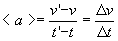 < a >= (v'-v)/(t'-t) = Δv/Δt